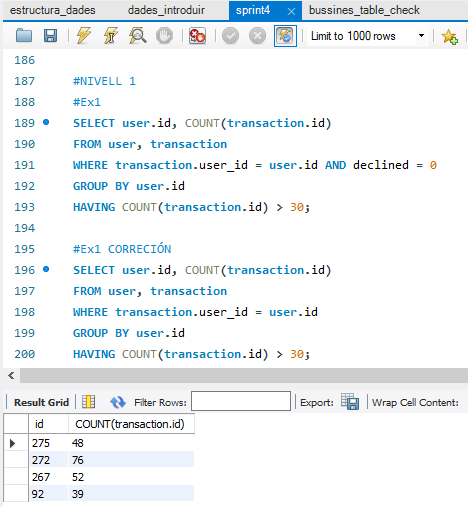 estructura_dades dades_introduir sprint4 × bussines_table_check
Limit to 1000 rows
186
187 #NIVELL 1
188 #Ex1
189 SELECT user.id, COUNT(transaction.id)
190 FROM user, transaction
191 WHERE transaction.user_id = user.id AND declined = 0
192 GROUP BY user.id
193 HAVING COUNT(transaction.id) > 30;
194
195 #Ex1 CORRECIÓN
196 SELECT user.id, COUNT(transaction.id)
197 FROM user, transaction
198 WHERE transaction.user_id = user.id
199 GROUP BY user.id
200 HAVING COUNT(transaction.id) > 30;
Result Grid Filter Rows: Export: Wrap Cell Content:
id COUNT(transaction.id)
275 48
272 76
267 52
92 39